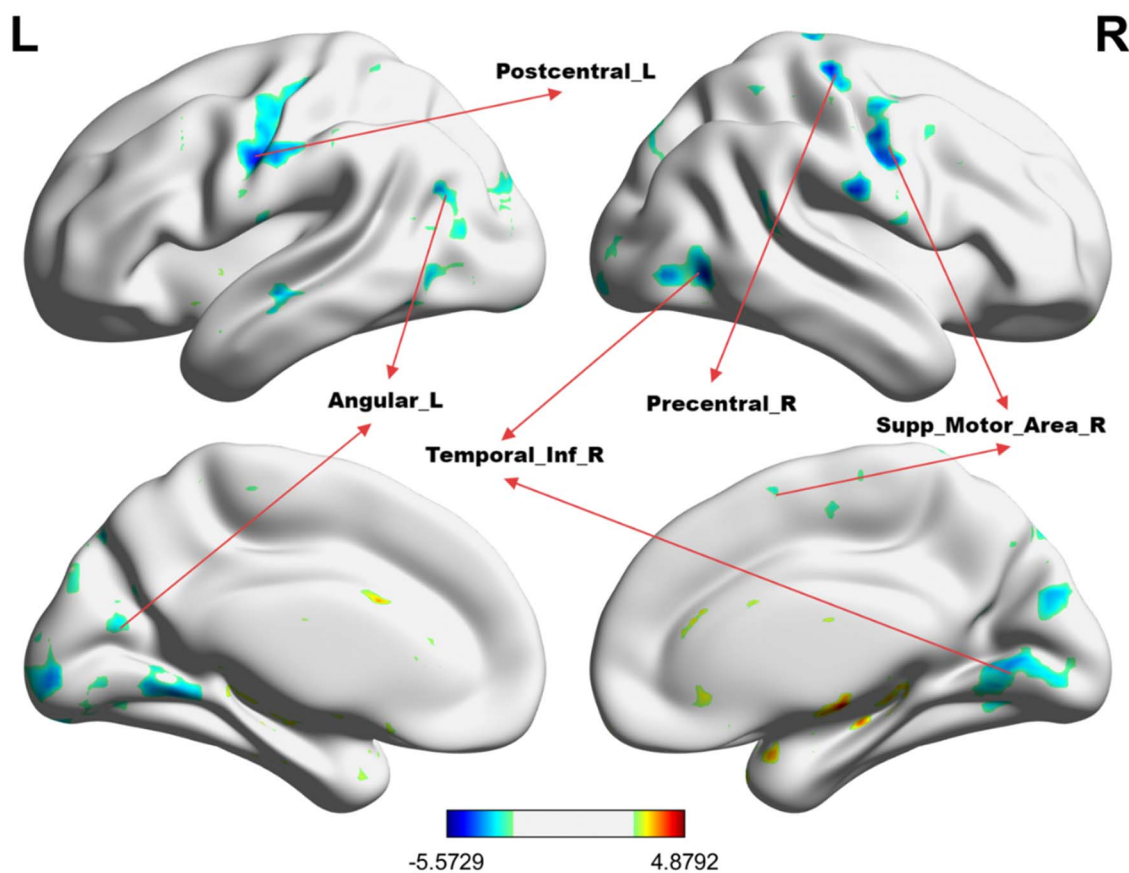 L
R
Postcentral_L
Angular_L
Precentral_R
Supp_Motor_Area_R
Temporal_Inf_R
-5.5729
4.8792